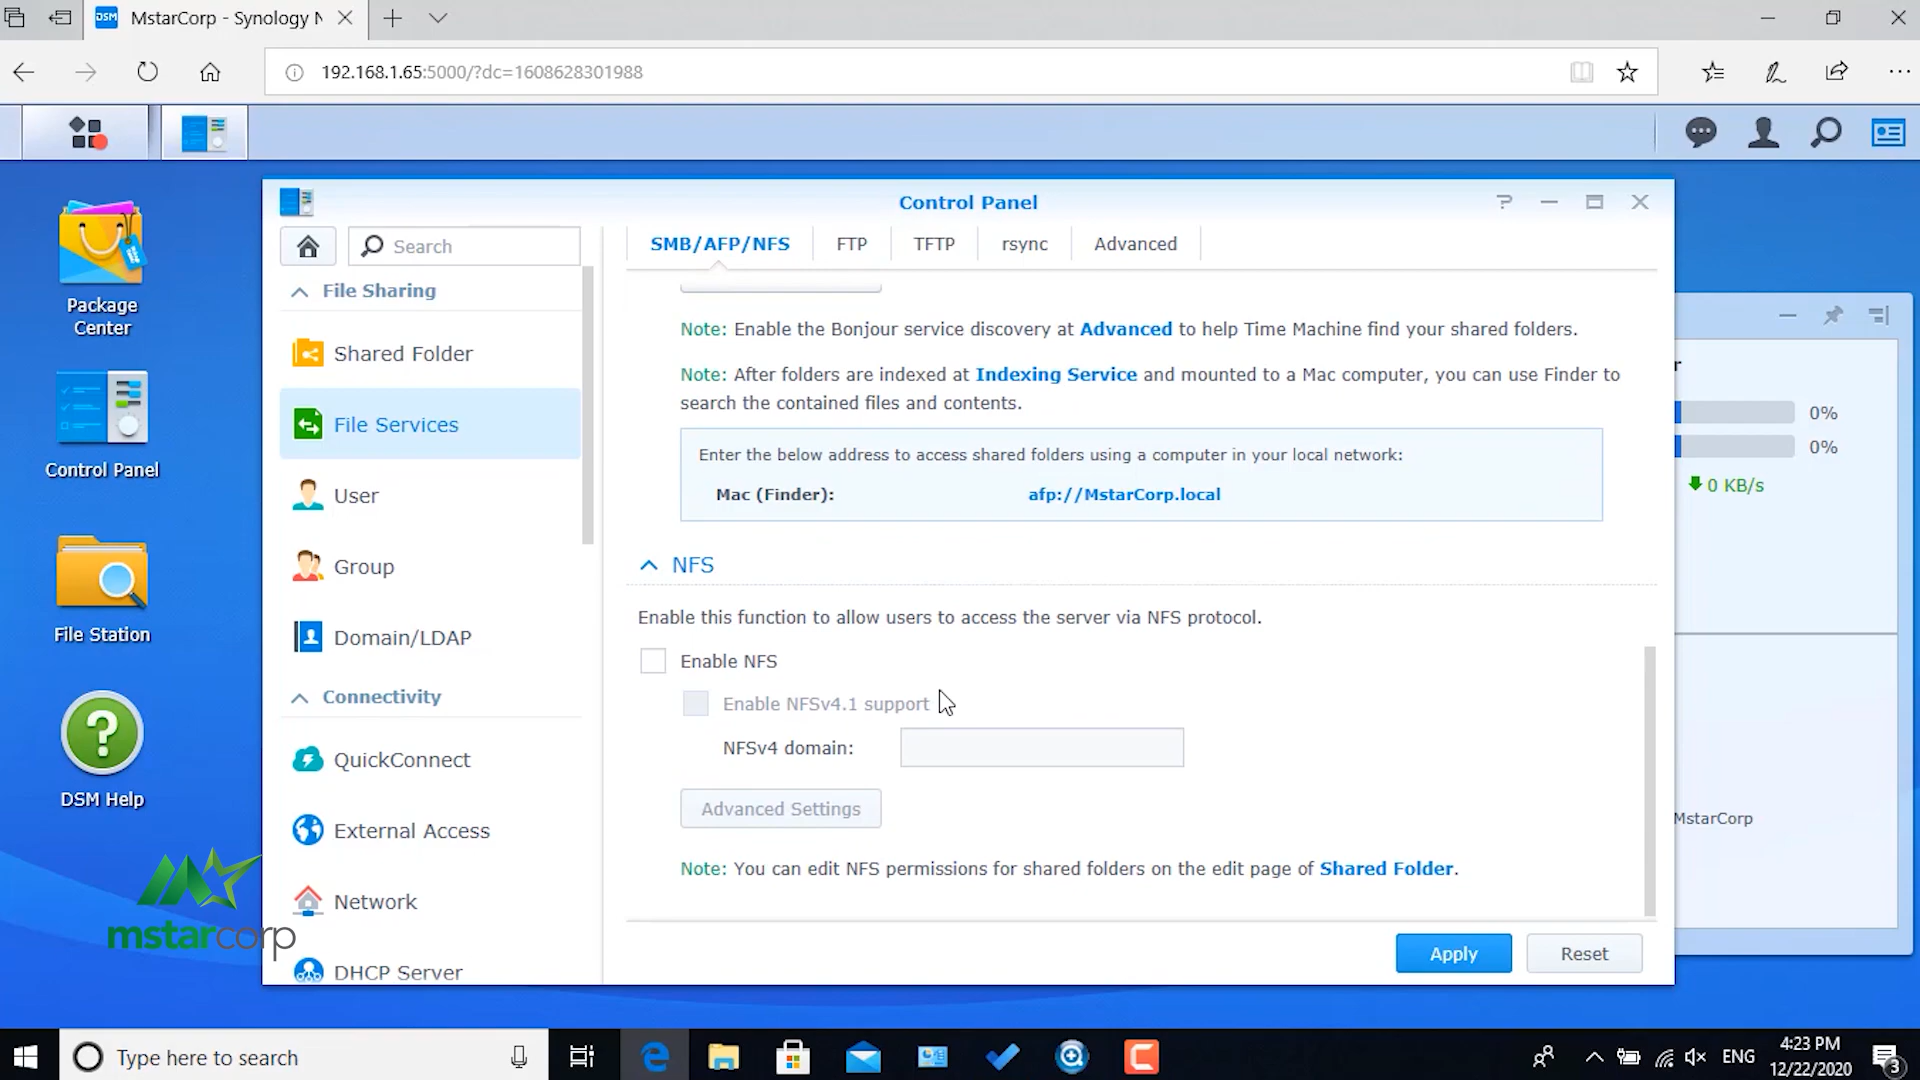 DSM MstarCorp - Synology N
192.168.1.65:5000/?dc=1608628301988
Control Panel
Search
SMB/AFP/NFS
FTP
TFTP
rsync
Advanced
File Sharing
Shared Folder
File Services
User
Group
Domain/LDAP
Connectivity
QuickConnect
External Access
Network
DHCP Server
Note: Enable the Bonjour service discovery at Advanced to help Time Machine find your shared folders.
Note: After folders are indexed at Indexing Service and mounted to a Mac computer, you can use Finder to
search the contained files and contents.
Enter the below address to access shared folders using a computer in your local network:
Mac (Finder): afp://MstarCorp.local
NFS
Enable this function to allow users to access the server via NFS protocol.
Enable NFS
Enable NFSv4.1 support
NFSv4 domain:
Advanced Settings
Note: You can edit NFS permissions for shared folders on the edit page of Shared Folder.
Apply
Reset
Package
Center
Control Panel
File Station
DSM Help
mstarcorp
r
0%
0%
0 KB/s
MstarCorp
Type here to search
ENG
4:23 PM
12/22/2020
3